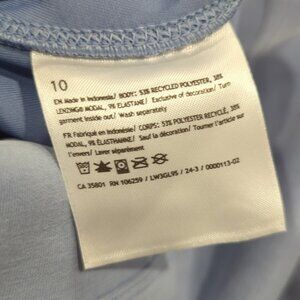 10
EN Made in Indonesia/ BODY: 53% RECYCLED POLYESTER, 38%
LENZING® MODAL, 9% ELASTANE/ Exclusive of decoration/ Turn
garment inside out/ Wash separately
FR Fabriqué en Indonésie/ CORPS: 53% POLYESTER RECYCLÉ, 38%
MODAL, 9% ÉLASTHANNE/ Sauf la décoration/ Tourner l'article sur
l'envers/ Laver séparément
CA 35801 RN 106259 / LW3GL9S / 24-3 / 0000113-02